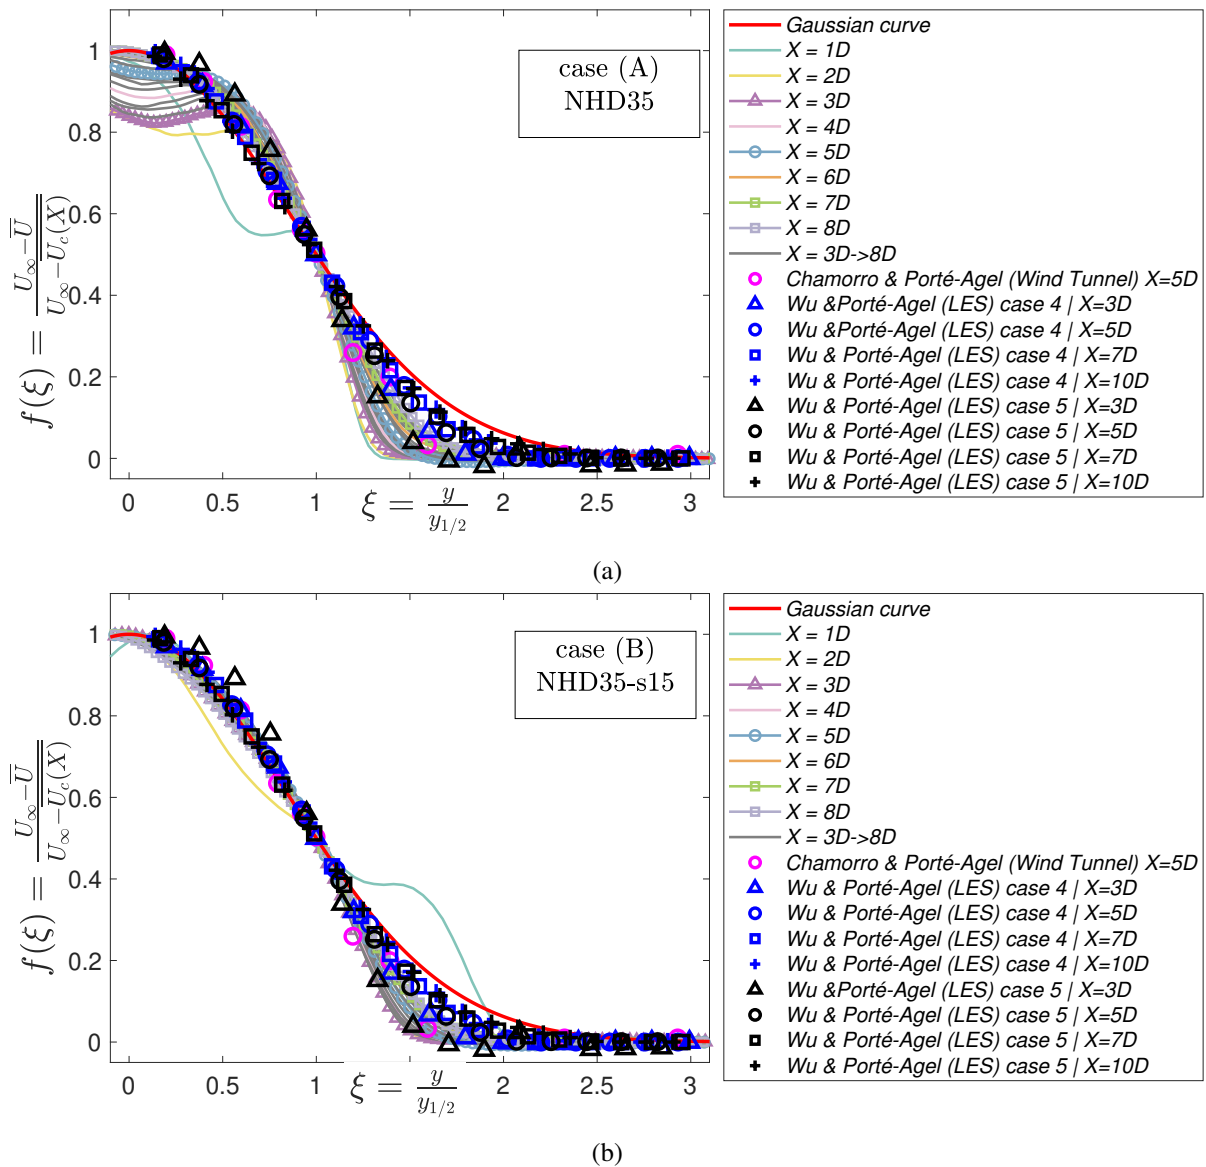 case (A)
NHD35
f(ξ) = (U∞−U̅)/(U∞−U̅c(X))
1
0.8
0.6
0.4
0.2
0
0 0.5 1 1.5 2 2.5 3
ξ = y/y1/2
Gaussian curve
X = 1D
X = 2D
X = 3D
X = 4D
X = 5D
X = 6D
X = 7D
X = 8D
X = 3D->8D
Chamorro & Porté-Agel (Wind Tunnel) X=5D
Wu &Porté-Agel (LES) case 4 | X=3D
Wu &Porté-Agel (LES) case 4 | X=5D
Wu & Porté-Agel (LES) case 4 | X=7D
Wu & Porté-Agel (LES) case 4 | X=10D
Wu & Porté-Agel (LES) case 5 | X=3D
Wu & Porté-Agel (LES) case 5 | X=5D
Wu & Porté-Agel (LES) case 5 | X=7D
Wu & Porté-Agel (LES) case 5 | X=10D
(a)
case (B)
NHD35-s15
f(ξ) = (U∞−U̅)/(U∞−U̅c(X))
1
0.8
0.6
0.4
0.2
0
0 0.5 1 1.5 2 2.5 3
ξ = y/y1/2
Gaussian curve
X = 1D
X = 2D
X = 3D
X = 4D
X = 5D
X = 6D
X = 7D
X = 8D
X = 3D->8D
Chamorro & Porté-Agel (Wind Tunnel) X=5D
Wu & Porté-Agel (LES) case 4 | X=3D
Wu & Porté-Agel (LES) case 4 | X=5D
Wu & Porté-Agel (LES) case 4 | X=7D
Wu & Porté-Agel (LES) case 4 | X=10D
Wu &Porté-Agel (LES) case 5 | X=3D
Wu & Porté-Agel (LES) case 5 | X=5D
Wu & Porté-Agel (LES) case 5 | X=7D
Wu & Porté-Agel (LES) case 5 | X=10D
(b)